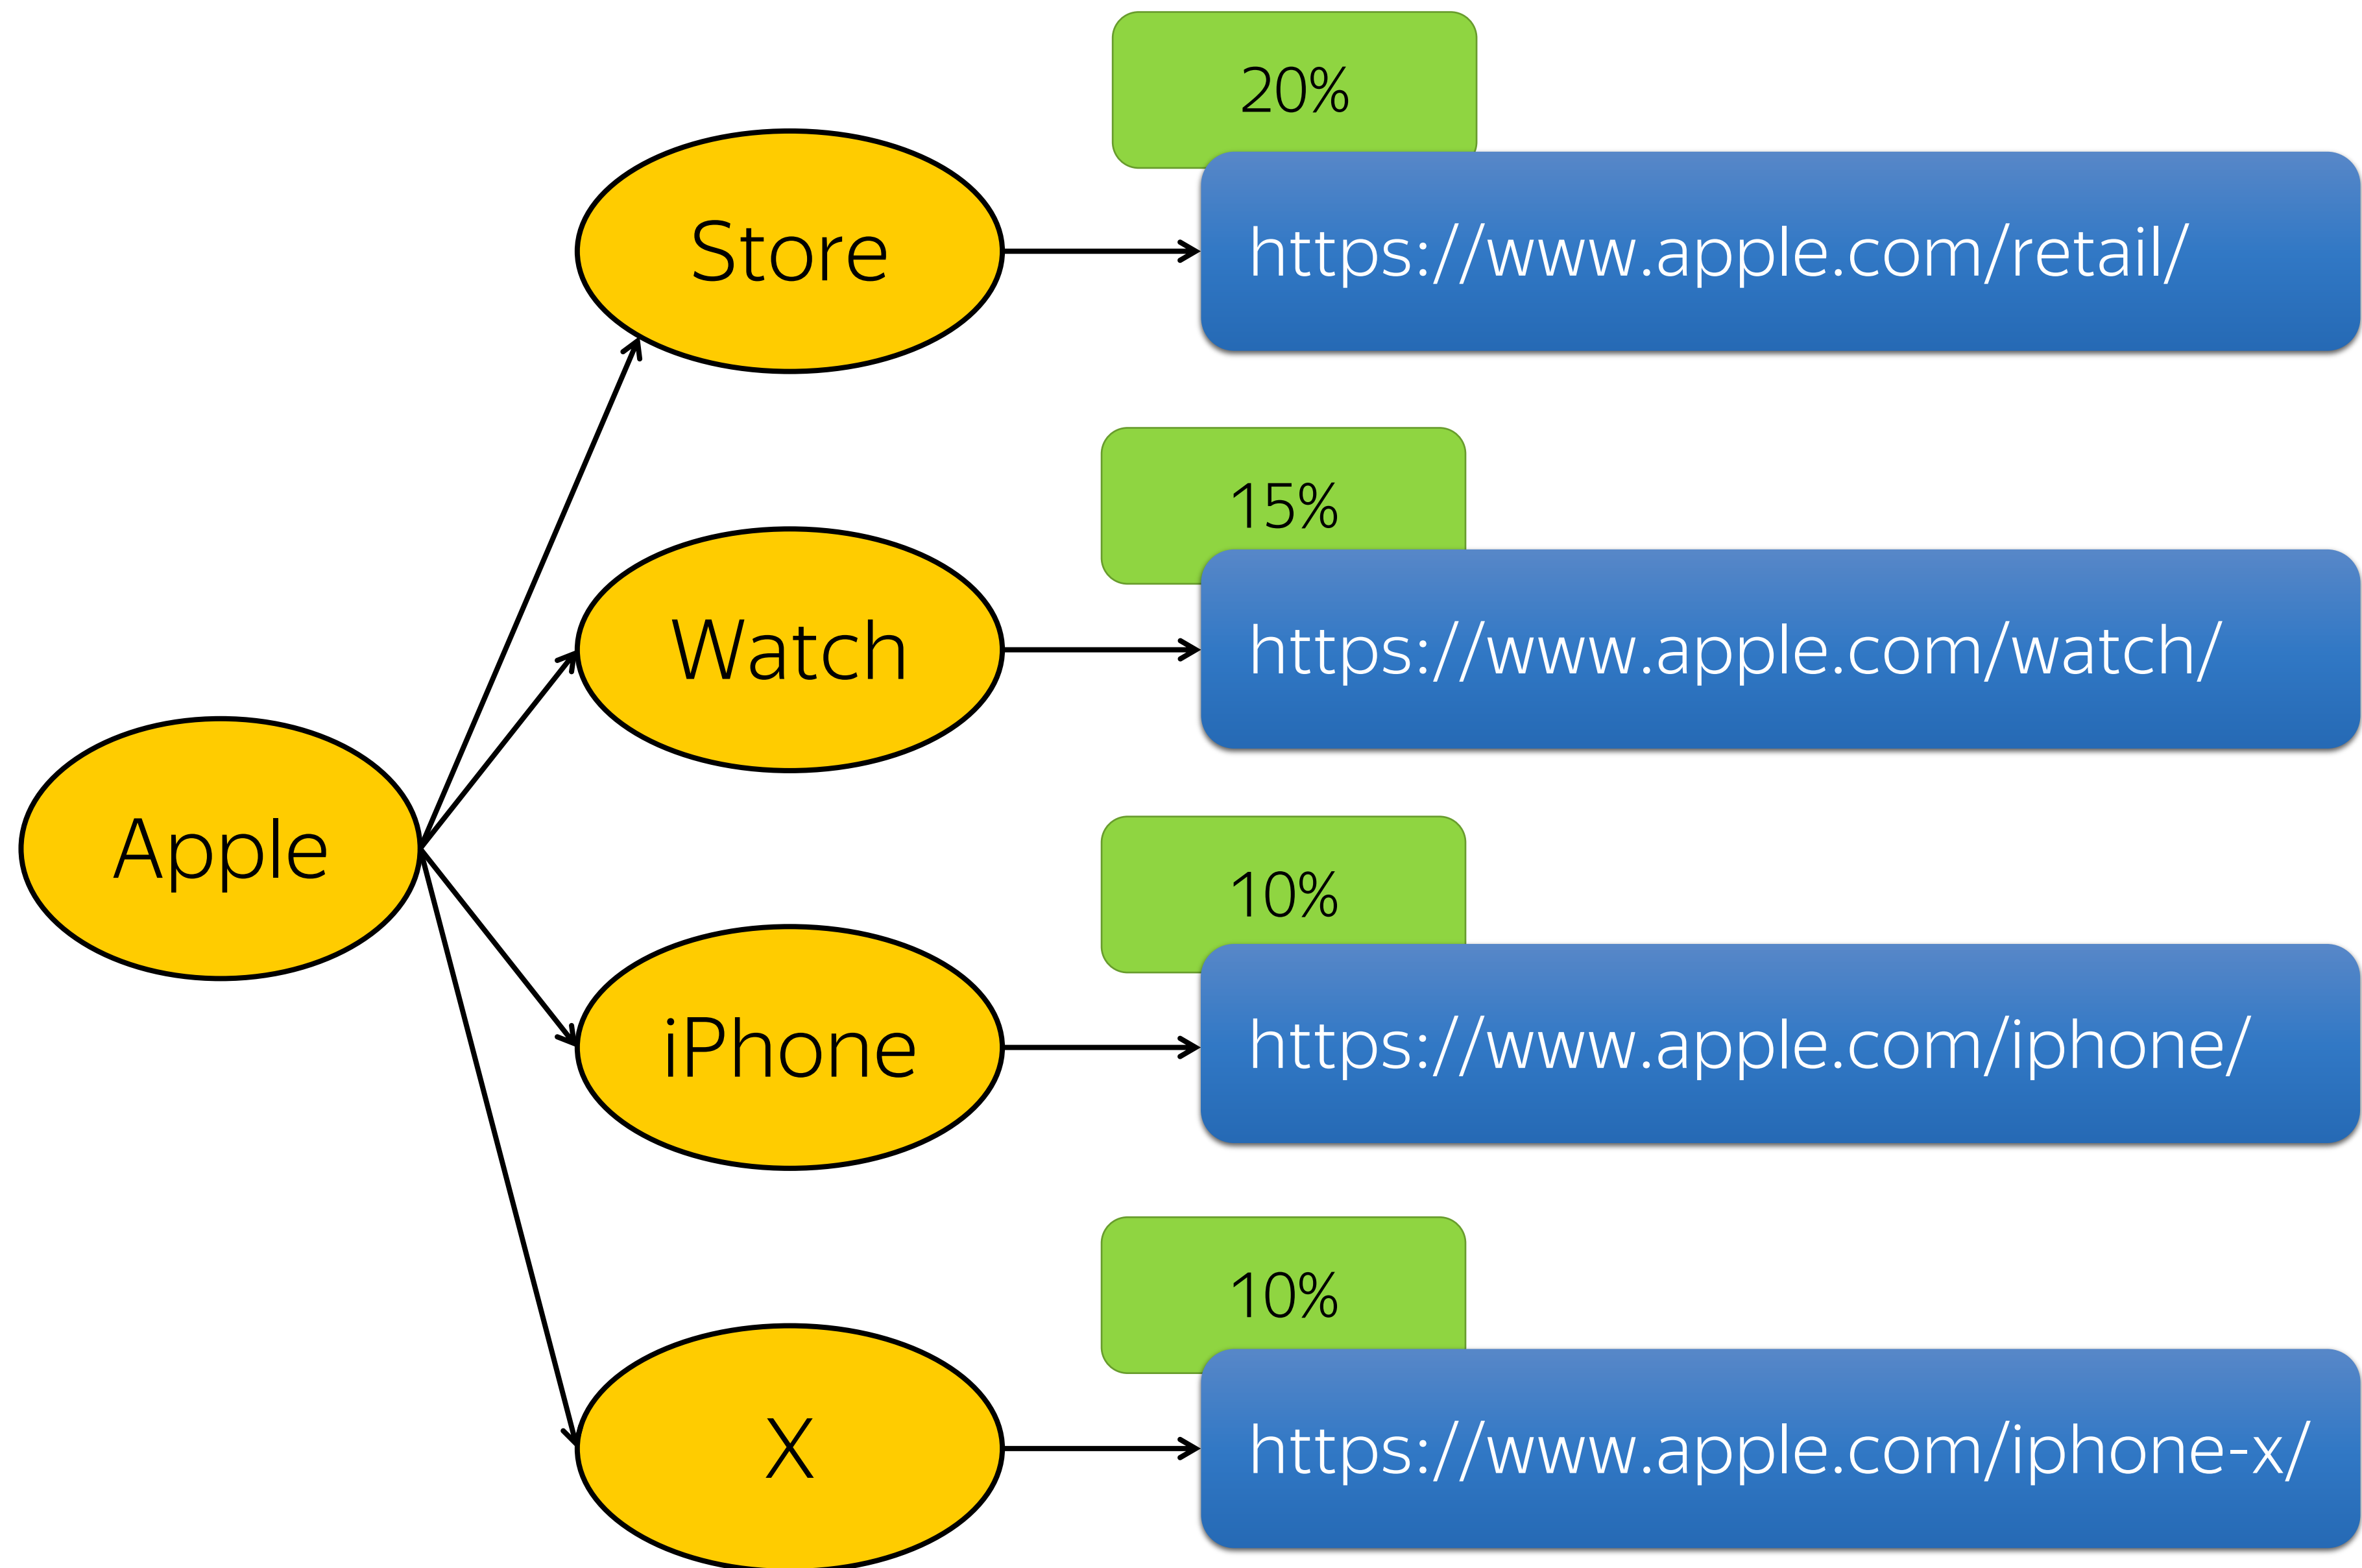 20%
Store
https://www.apple.com/retail/
15%
Watch
https://www.apple.com/watch/
Apple
10%
iPhone
https://www.apple.com/iphone/
10%
X
https://www.apple.com/iphone-x/